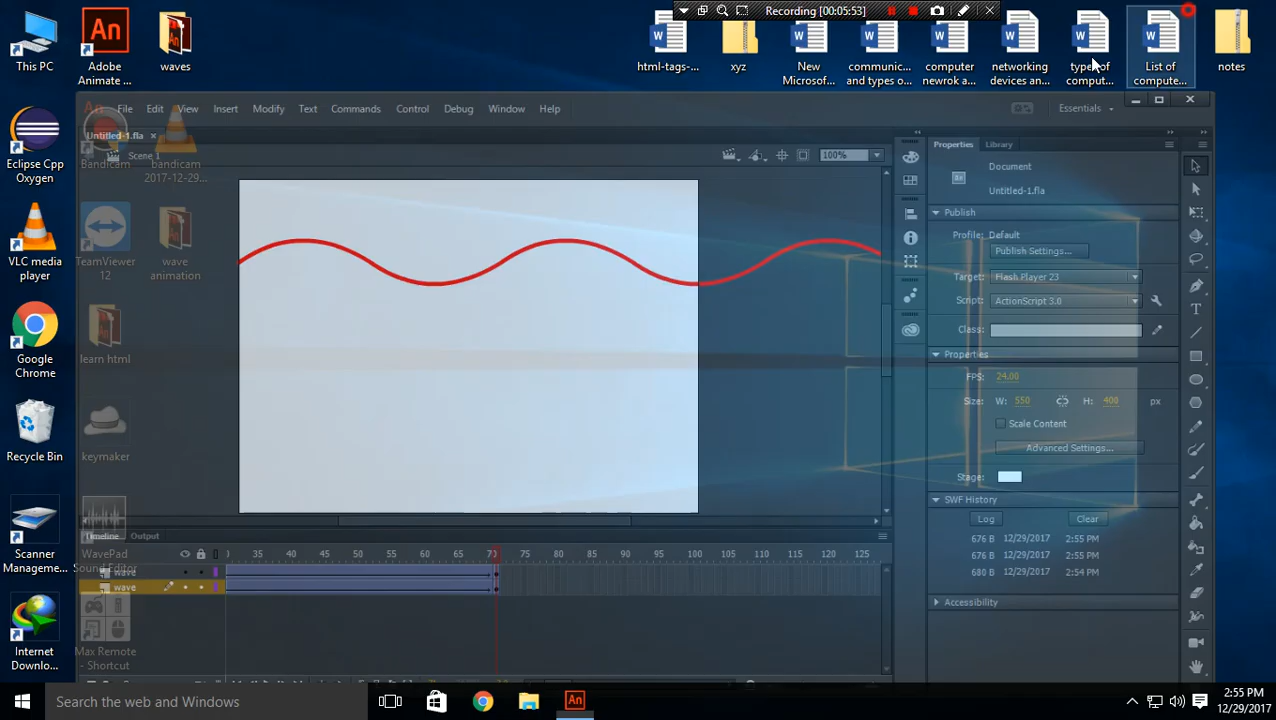 Recording [00:05:53]
This PC
Adobe Animate ...
waves
html-tags-...
xyz
New Microsof...
communic... and types o...
computer newrok a...
networking devices an...
types of comput...
List of compute...
notes
An File Edit View Insert Modify Text Commands Control Debug Window Help
Essentials
Untitled-1.fla ×
Scene 1
100%
Properties Library
Document
Untitled-1.fla
Publish
Profile: Default
Publish Settings...
Target: Flash Player 23
Script: ActionScript 3.0
Class:
Properties
FPS: 24.00
Size: W: 550 H: 400 px
Scale Content
Advanced Settings...
Stage:
SWF History
Log Clear
676 B 12/29/2017 2:55 PM
676 B 12/29/2017 2:55 PM
680 B 12/29/2017 2:54 PM
Accessibility
Eclipse Cpp Oxygen
Bandicam
bandicam 2017-12-29...
VLC media player
TeamViewer 12
wave animation
Google Chrome
learn html
Recycle Bin
keymaker
Scanner Manageme...
WavePad Sound Editor
Internet Downlo...
Max Remote - Shortcut
Timeline Output
35 40 45 50 55 60 65 70 75 80 85 90 95 100 105 110 115 120 125
wave
wave
Search the web and Windows
An
2:55 PM
12/29/2017